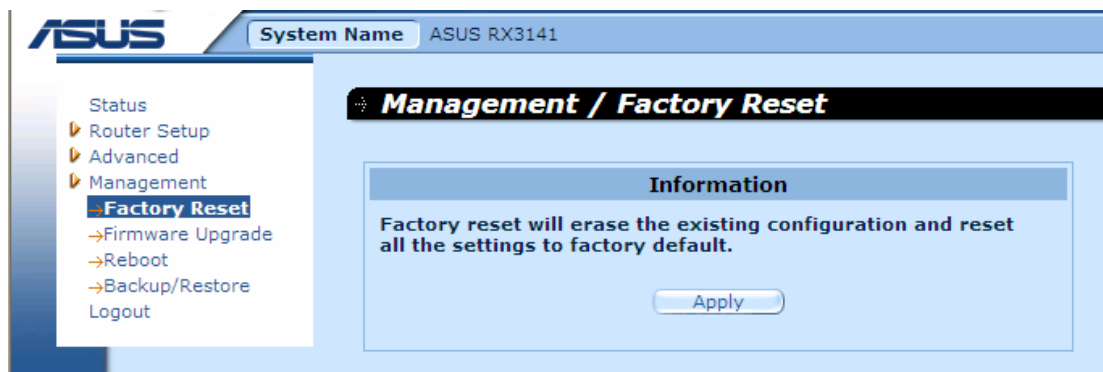 ASUS
System Name ASUS RX3141
Status
Router Setup
Advanced
Management
→Factory Reset
→Firmware Upgrade
→Reboot
→Backup/Restore
Logout
Management / Factory Reset
Information
Factory reset will erase the existing configuration and reset
all the settings to factory default.
Apply